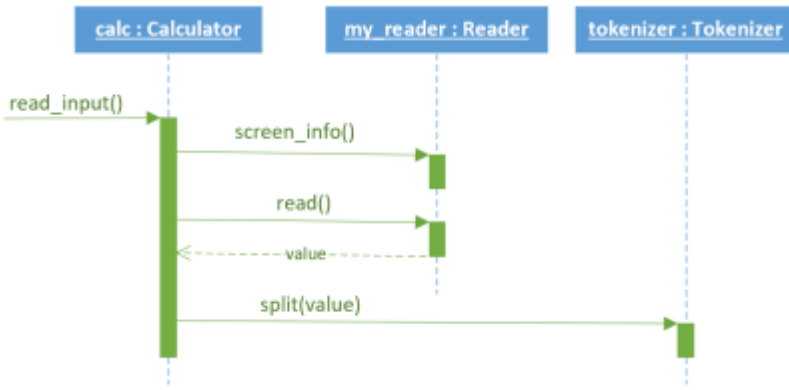 calc : Calculator
my_reader : Reader
tokenizer : Tokenizer
read_input()
screen_info()
read()
value
split(value)